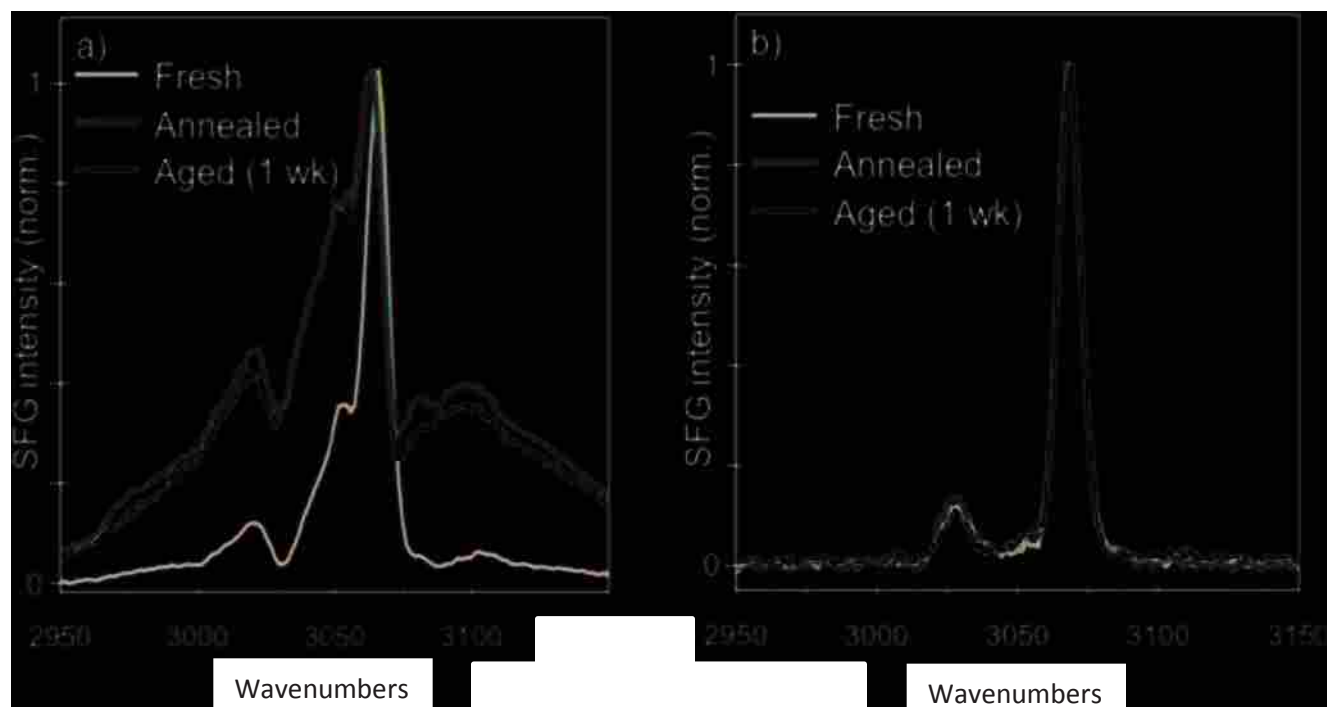 a)
Fresh
Annealed
Aged (1 wk)
SFG intensity (norm.)
1
0
2950 3000 3050 3100
Wavenumbers
b)
Fresh
Annealed
Aged (1 wk)
SFG intensity (norm.)
1
0
2950 3000 3050 3100 3150
Wavenumbers